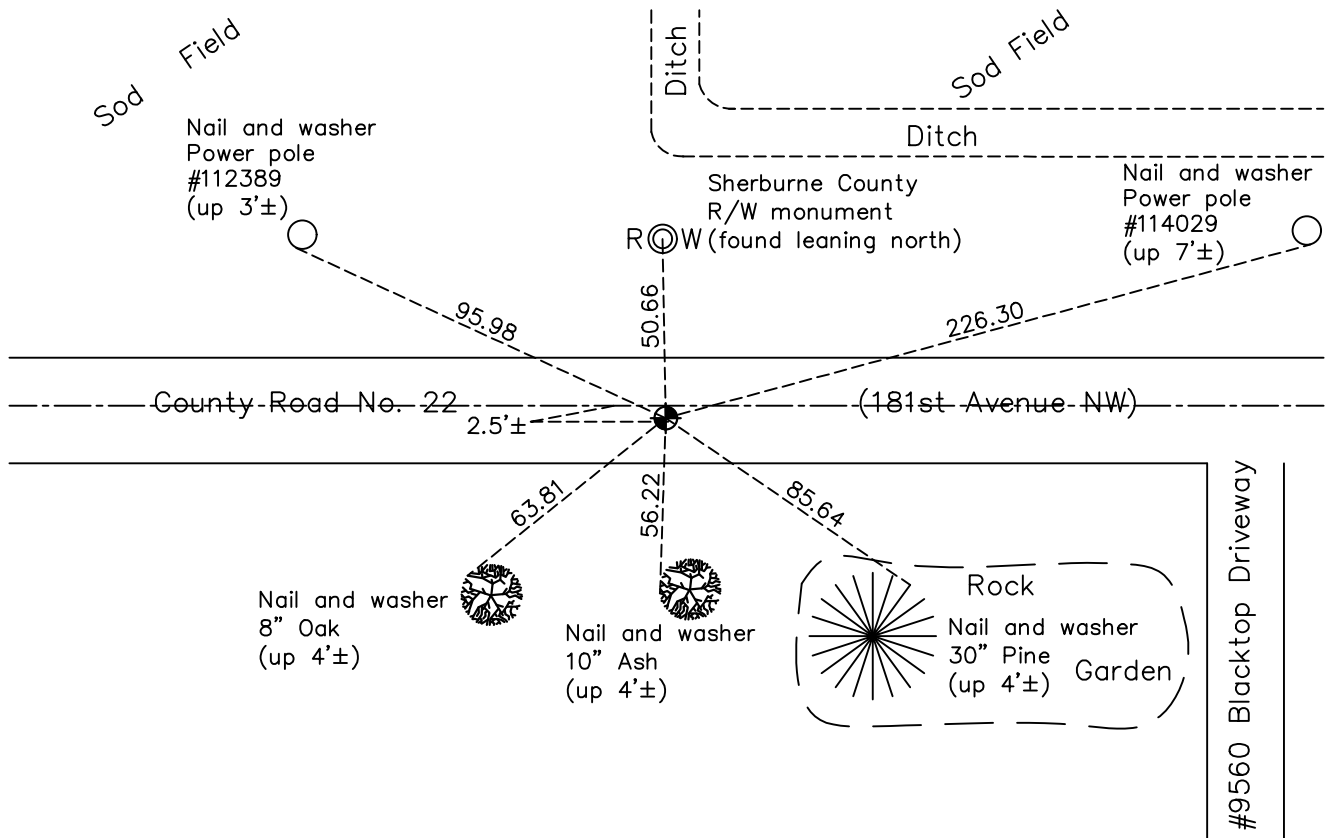 Sod Field
Ditch
Sod Field
Ditch
Nail and washer
Power pole
#112389
(up 3'±)
Sherburne County
R/W monument
(found leaning north)
R W
Nail and washer
Power pole
#114029
(up 7'±)
95.98
50.66
226.30
County Road No. 22
(181st Avenue NW)
2.5'±
63.81
56.22
85.64
Nail and washer
8" Oak
(up 4'±)
Nail and washer
10" Ash
(up 4'±)
Rock
Garden
Nail and washer
30" Pine
(up 4'±)
#9560 Blacktop Driveway